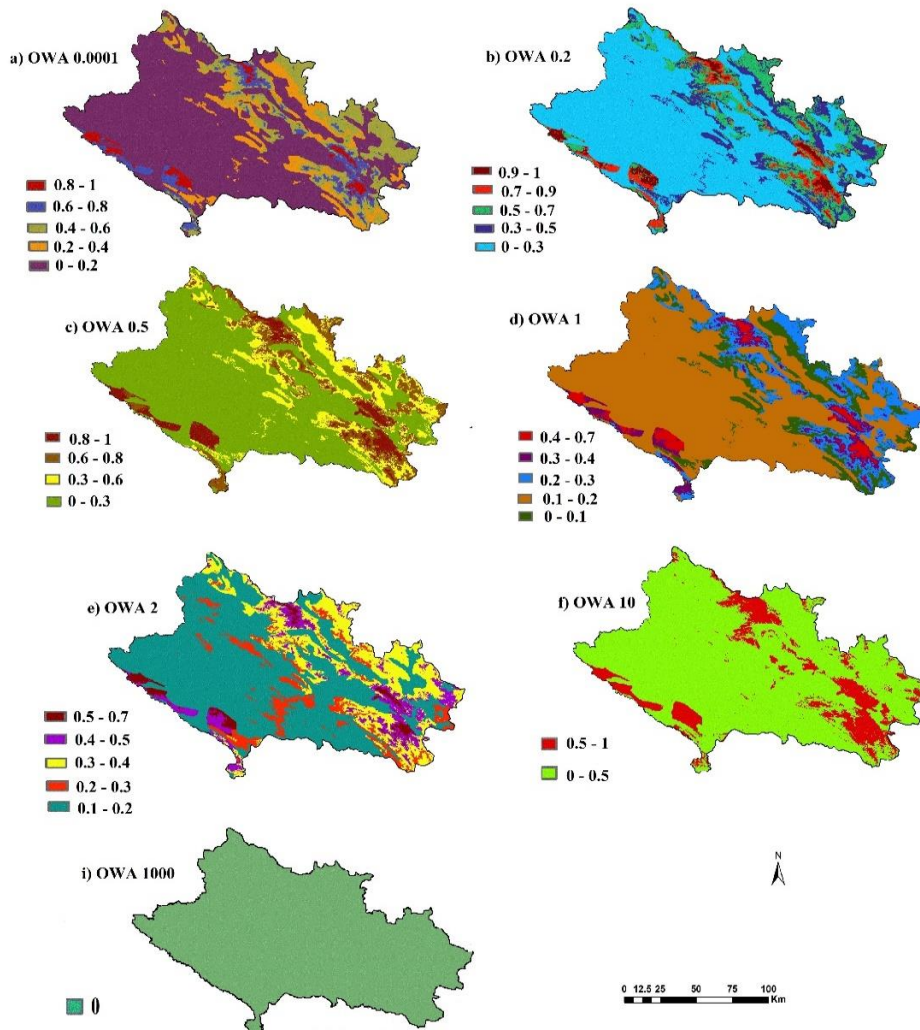 a) OWA 0.0001
0.8 - 1
0.6 - 0.8
0.4 - 0.6
0.2 - 0.4
0 - 0.2
b) OWA 0.2
0.9 - 1
0.7 - 0.9
0.5 - 0.7
0.3 - 0.5
0 - 0.3
c) OWA 0.5
0.8 - 1
0.6 - 0.8
0.3 - 0.6
0 - 0.3
d) OWA 1
0.4 - 0.7
0.3 - 0.4
0.2 - 0.3
0.1 - 0.2
0 - 0.1
e) OWA 2
0.5 - 0.7
0.4 - 0.5
0.3 - 0.4
0.2 - 0.3
0.1 - 0.2
f) OWA 10
0.5 - 1
0 - 0.5
i) OWA 1000
0
N
0 12.5 25 50 75 100
Km